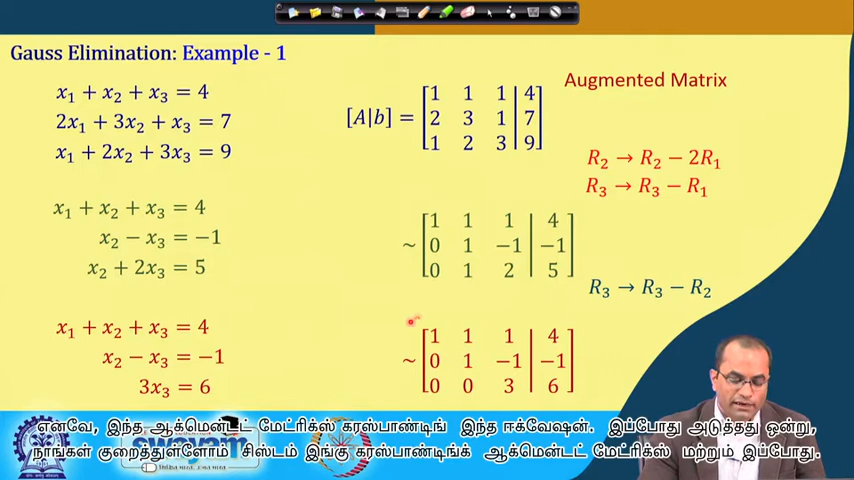 Gauss Elimination: Example - 1
x₁ + x₂ + x₃ = 4
2x₁ + 3x₂ + x₃ = 7
x₁ + 2x₂ + 3x₃ = 9
[A|b] =
1 1 1 | 4
2 3 1 | 7
1 2 3 | 9
Augmented Matrix
R₂ → R₂ − 2R₁
R₃ → R₃ − R₁
x₁ + x₂ + x₃ = 4
x₂ − x₃ = −1
x₂ + 2x₃ = 5
~
1 1 1 | 4
0 1 −1 | −1
0 1 2 | 5
R₃ → R₃ − R₂
x₁ + x₂ + x₃ = 4
x₂ − x₃ = −1
3x₃ = 6
~
1 1 1 | 4
0 1 −1 | −1
0 0 3 | 6
எனவே, இந்த ஆக்மென்டட் மேட்ரிக்ஸ் கரஸ்பாண்டிங் இந்த ஈக்வேஷன். இப்போது அடுத்தது ஒன்று,
நாங்கள் குறைத்துள்ளோம் சிஸ்டம் இங்கு கரஸ்பாண்டிங்க் ஆக்மென்டட் மேட்ரிக்ஸ் மற்றும் இப்போது.
swayam